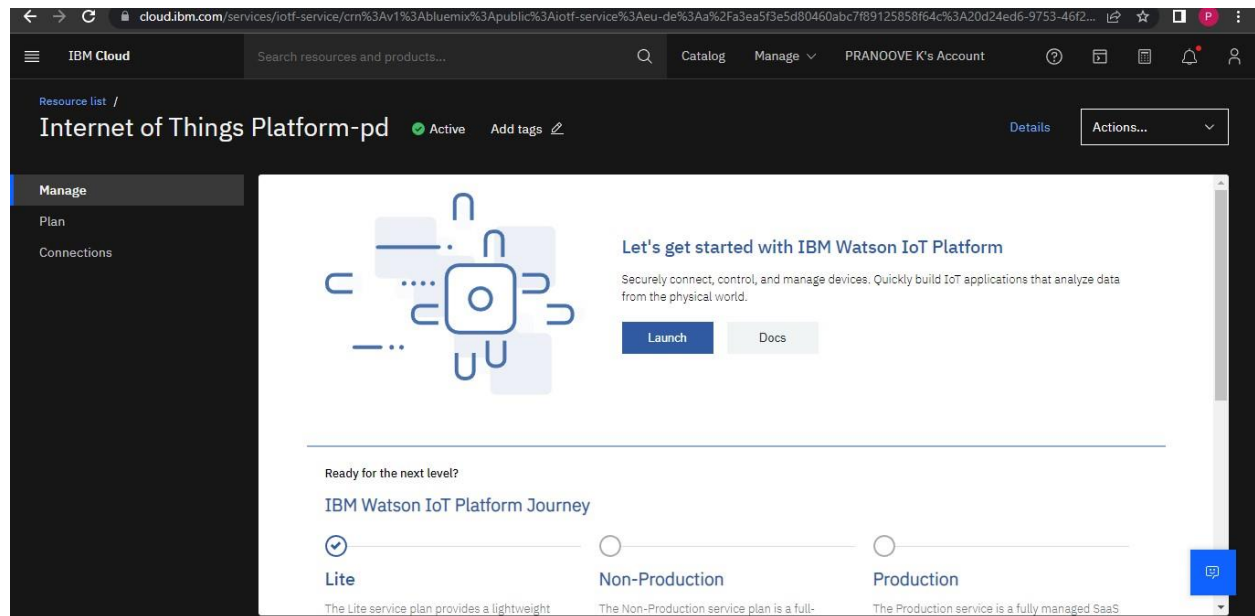 cloud.ibm.com/services/iotf-service/crn%3Av1%3Abluemix%3Apublic%3Aiotf-service%3Aeu-de%3Aa%2Fa3ea5f3e5d80460abc7f89125858f64c%3A20d24ed6-9753-46f2...
P
IBM Cloud
Search resources and products...
Catalog
Manage
PRANOOVE K's Account
Resource list /
Internet of Things Platform-pd
Active
Add tags
Details
Actions...
Manage
Plan
Connections
Let's get started with IBM Watson IoT Platform
Securely connect, control, and manage devices. Quickly build IoT applications that analyze data
from the physical world.
Launch
Docs
Ready for the next level?
IBM Watson IoT Platform Journey
Lite
Non-Production
Production
The Lite service plan provides a lightweight
The Non-Production service plan is a full-
The Production service is a fully managed SaaS